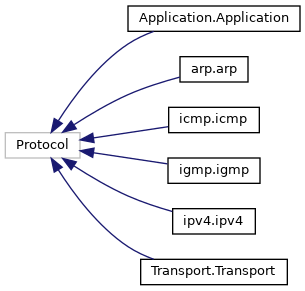 Application.Application
arp.arp
icmp.icmp
Protocol
igmp.igmp
ipv4.ipv4
Transport.Transport